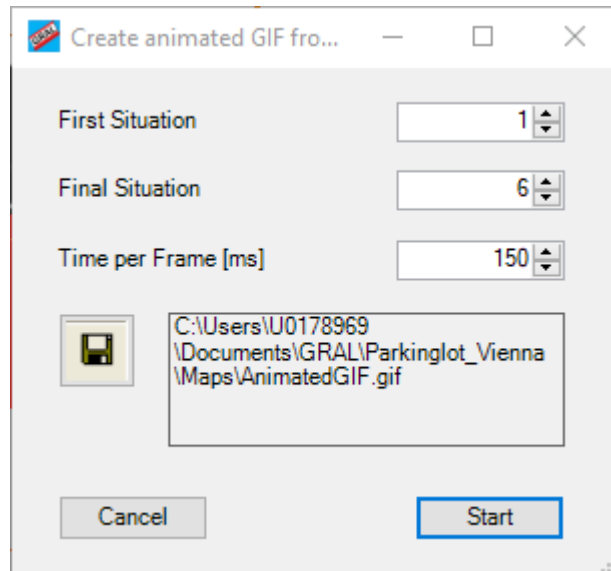 GRAL Create animated GIF fro...
First Situation 1
Final Situation 6
Time per Frame [ms] 150
C:\Users\U0178969
\Documents\GRAL\Parkinglot_Vienna
\Maps\AnimatedGIF.gif
Cancel Start